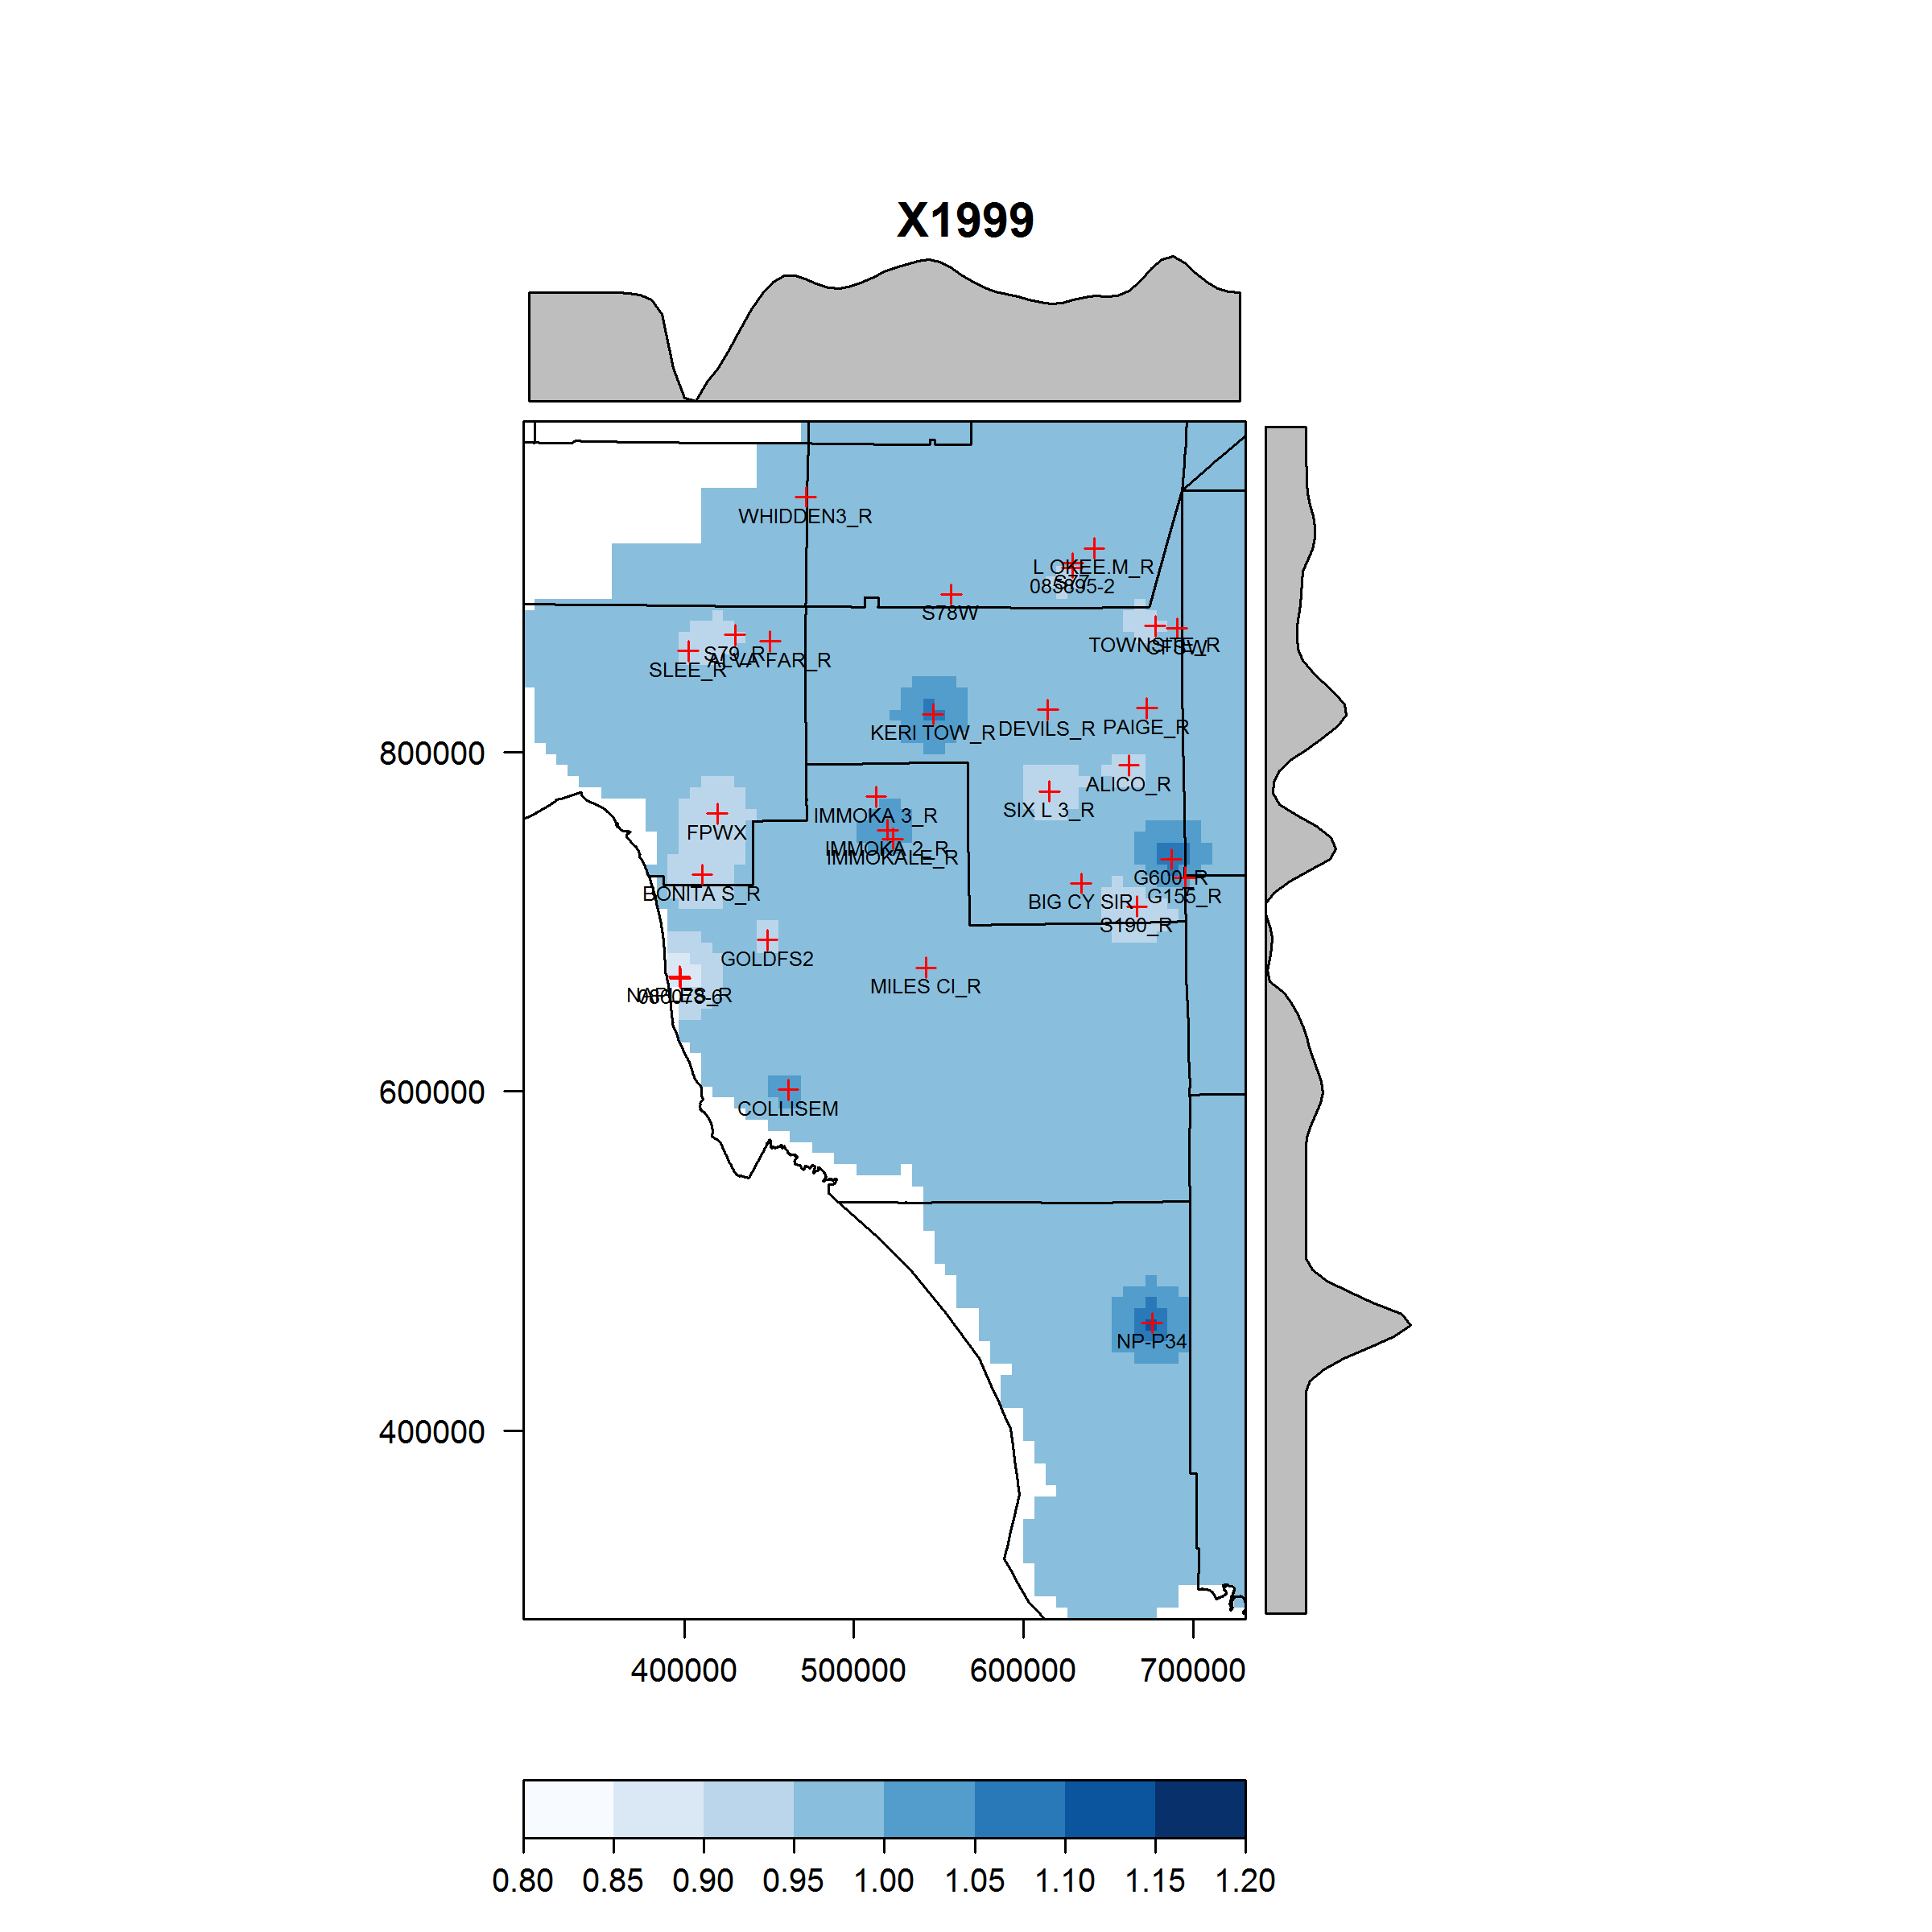 X1999
WHIDDEN3_R
L OKEE.M_R
S77
085895-2
S78W
TOWNSITE_R
CFSW
S79_R
ALVA FAR_R
SLEE_R
KERI TOW_R
DEVILS_R
PAIGE_R
800000
ALICO_R
IMMOKA 3_R
SIX L 3_R
FPWX
IMMOKA 2_R
IMMOKALE_R
G600_R
BONITA S_R
BIG CY SIR
G155_R
S190_R
GOLDFS2
MILES CI_R
NAPLES_R
086078-6
600000
COLLISEM
NP-P34
400000
400000 500000 600000 700000
0.80 0.85 0.90 0.95 1.00 1.05 1.10 1.15 1.20